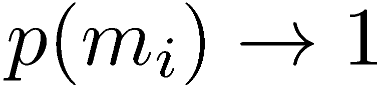 p(m_i) → 1